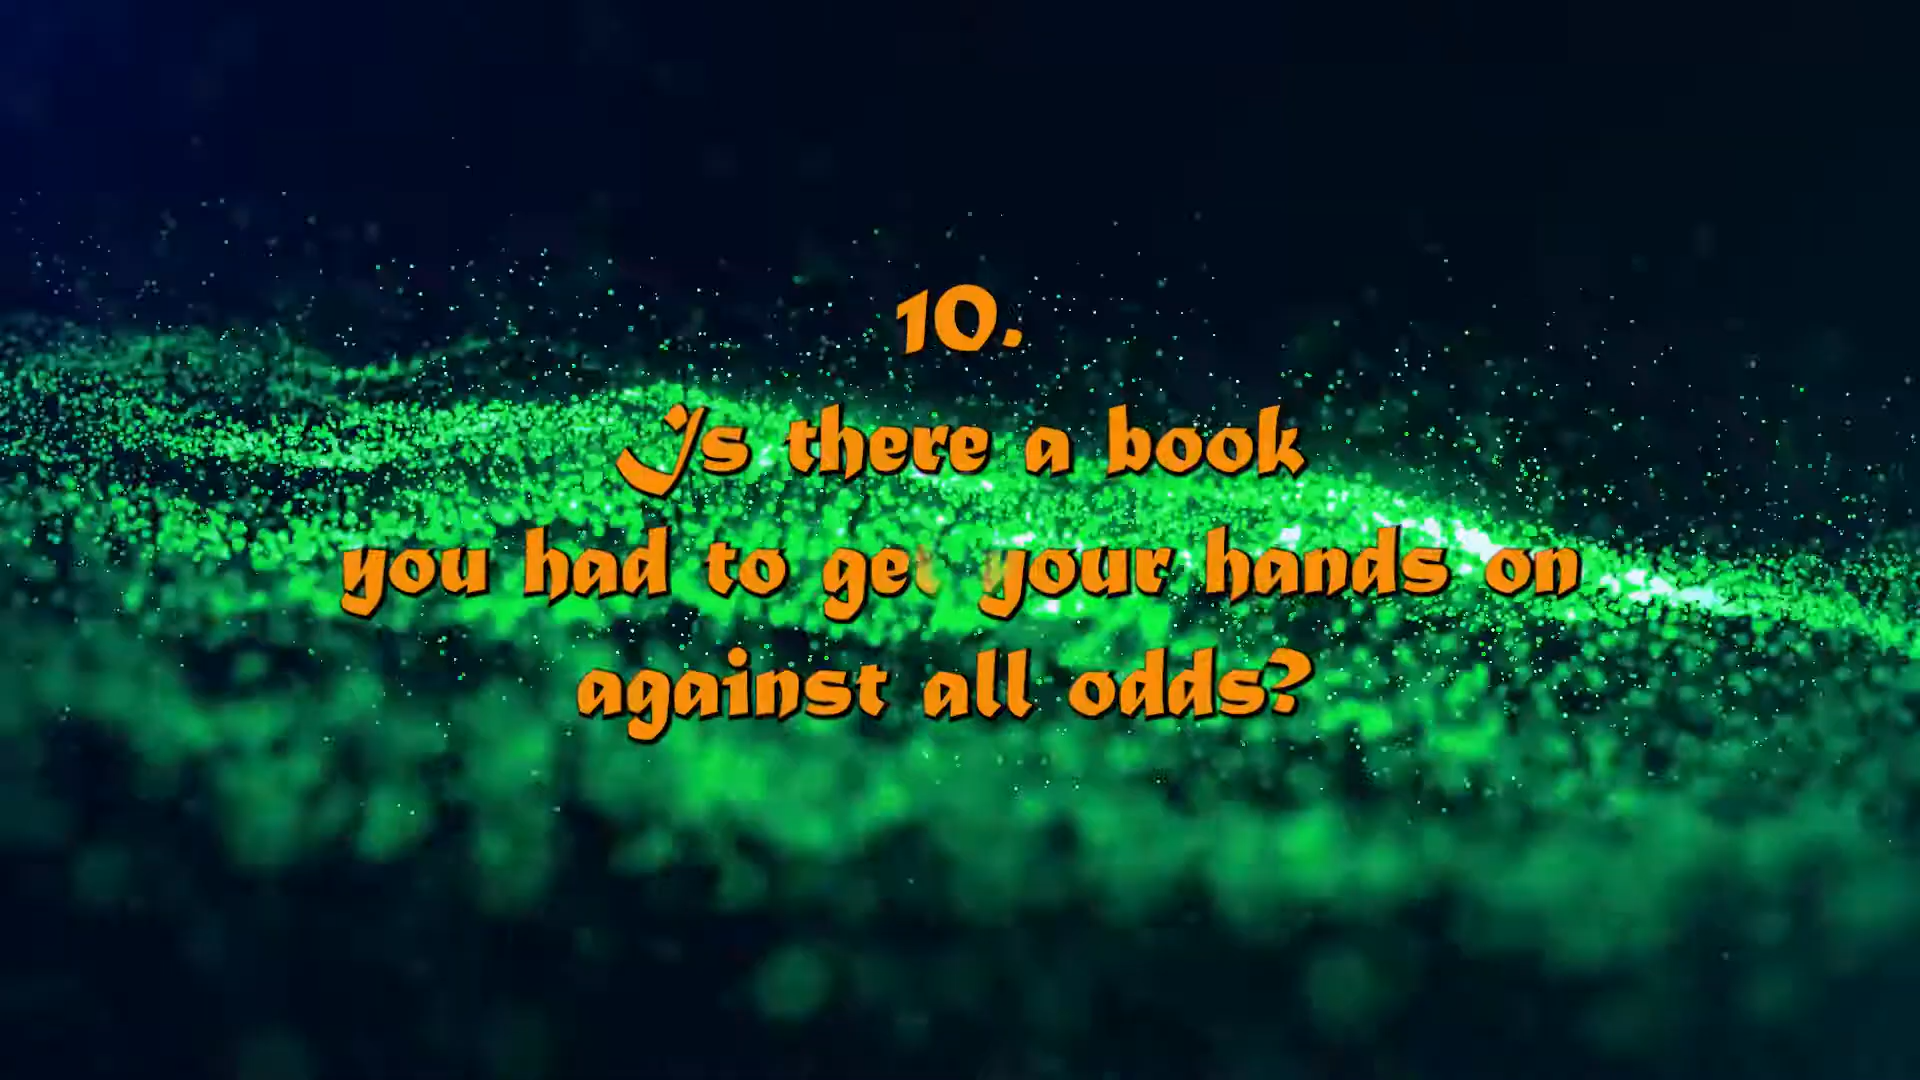 10.
Is there a book
you had to get your hands on
against all odds?